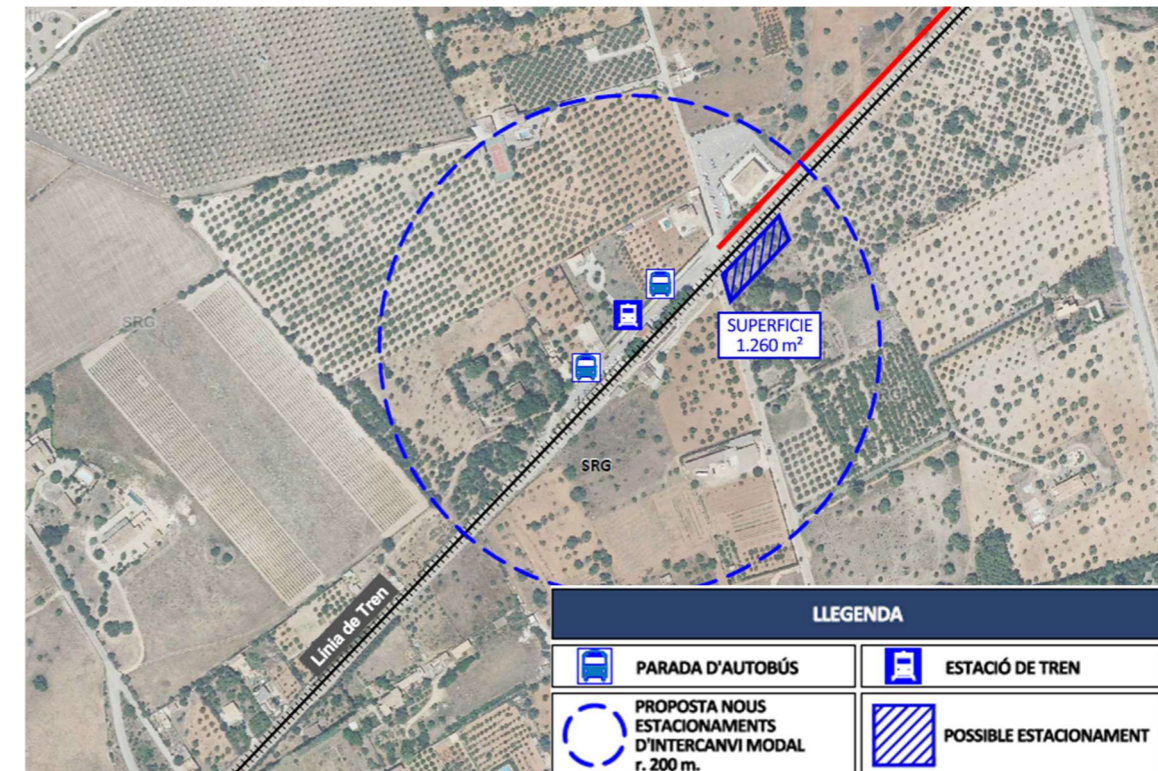 SRG
SUPERFICIE
1.260 m²
SRG
Línia de Tren
LLEGENDA
PARADA D'AUTOBÚS
ESTACIÓ DE TREN
PROPOSTA NOUS
ESTACIONAMENTS
D'INTERCANVI MODAL
r. 200 m.
POSSIBLE ESTACIONAMENT